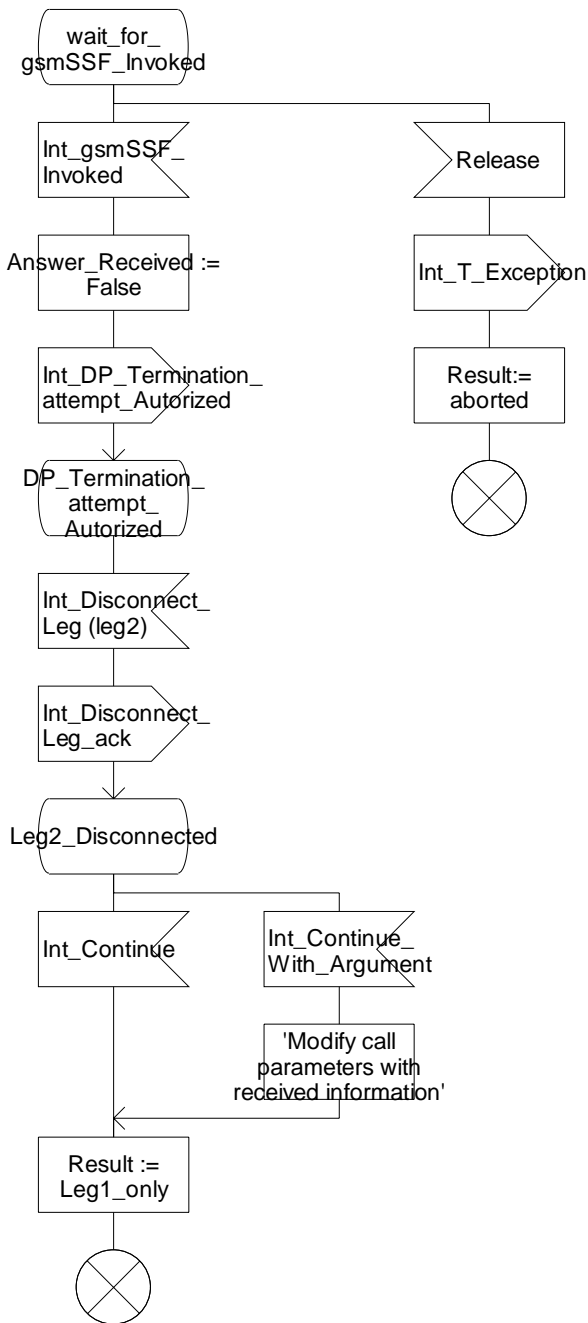 wait_for_
gsmSSF_Invoked
Int_gsmSSF_
Invoked
Release
Answer_Received :=
False
Int_T_Exception
Int_DP_Termination_
attempt_Autorized
Result:=
aborted
DP_Termination_
attempt_
Autorized
Int_Disconnect_
Leg (leg2)
Int_Disconnect_
Leg_ack
Leg2_Disconnected
Int_Continue
Int_Continue_
With_Argument
'Modify call
parameters with
received information'
Result :=
Leg1_only